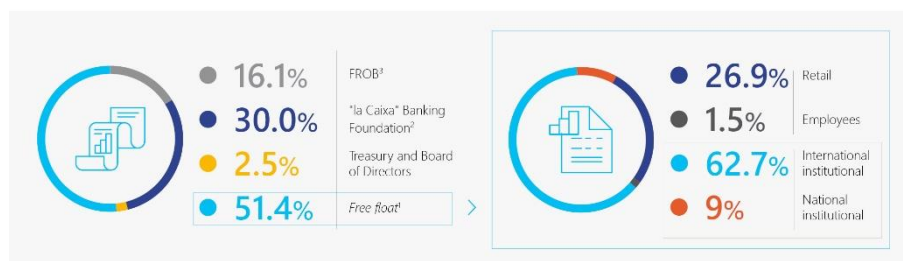 16.1% FROB³
30.0% "la Caixa" Banking
Foundation²
2.5% Treasury and Board
of Directors
51.4% Free float¹
26.9% Retail
1.5% Employees
62.7% International
institutional
9% National
institutional